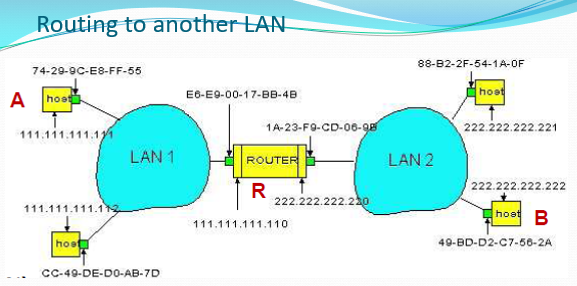 Routing to another LAN
88-B2-2F-54-1A-0F
74-29-9C-E8-FF-55
A
host
host
E6-E9-00-17-BB-4B
111.111.111.111
1A-23-F9-CD-06-9B
222.222.222.221
LAN 1
ROUTER
LAN 2
R
222.222.222.220
222.222.222.222
111.111.111.112
111.111.111.110
host
B
host
49-BD-D2-C7-56-2A
CC-49-DE-D0-AB-7D